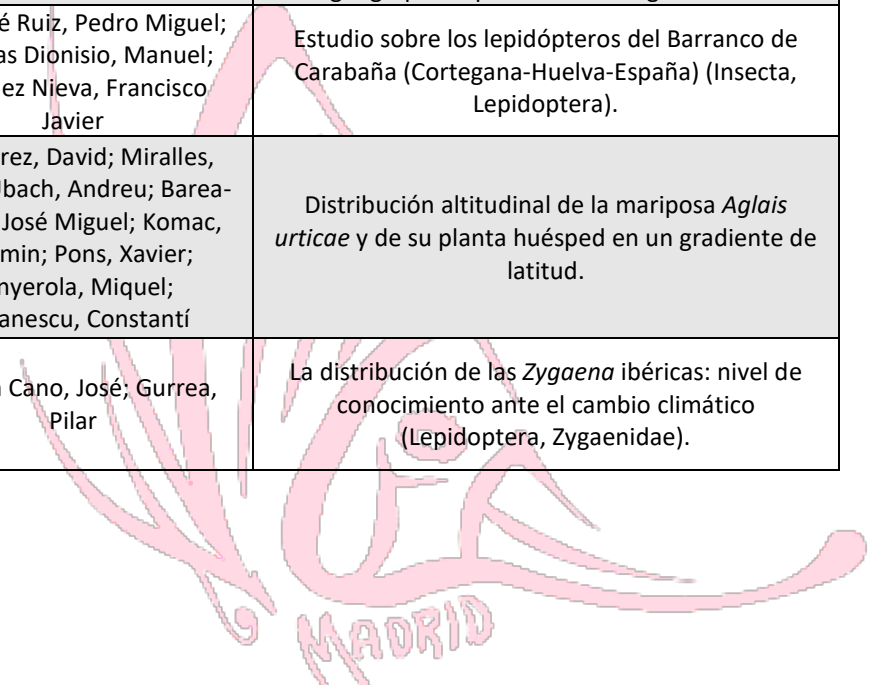 é Ruiz, Pedro Miguel;
as Dionisio, Manuel;
ez Nieva, Francisco
Javier
Estudio sobre los lepidópteros del Barranco de
Carabaña (Cortegana-Huelva-España) (Insecta,
Lepidoptera).
rez, David; Miralles,
bach, Andreu; Barea-
José Miguel; Komac,
min; Pons, Xavier;
nyerola, Miquel;
anescu, Constantí
Distribución altitudinal de la mariposa Aglais
urticae y de su planta huésped en un gradiente de
latitud.
Cano, José; Gurrea,
Pilar
La distribución de las Zygaena ibéricas: nivel de
conocimiento ante el cambio climático
(Lepidoptera, Zygaenidae).
MADRID